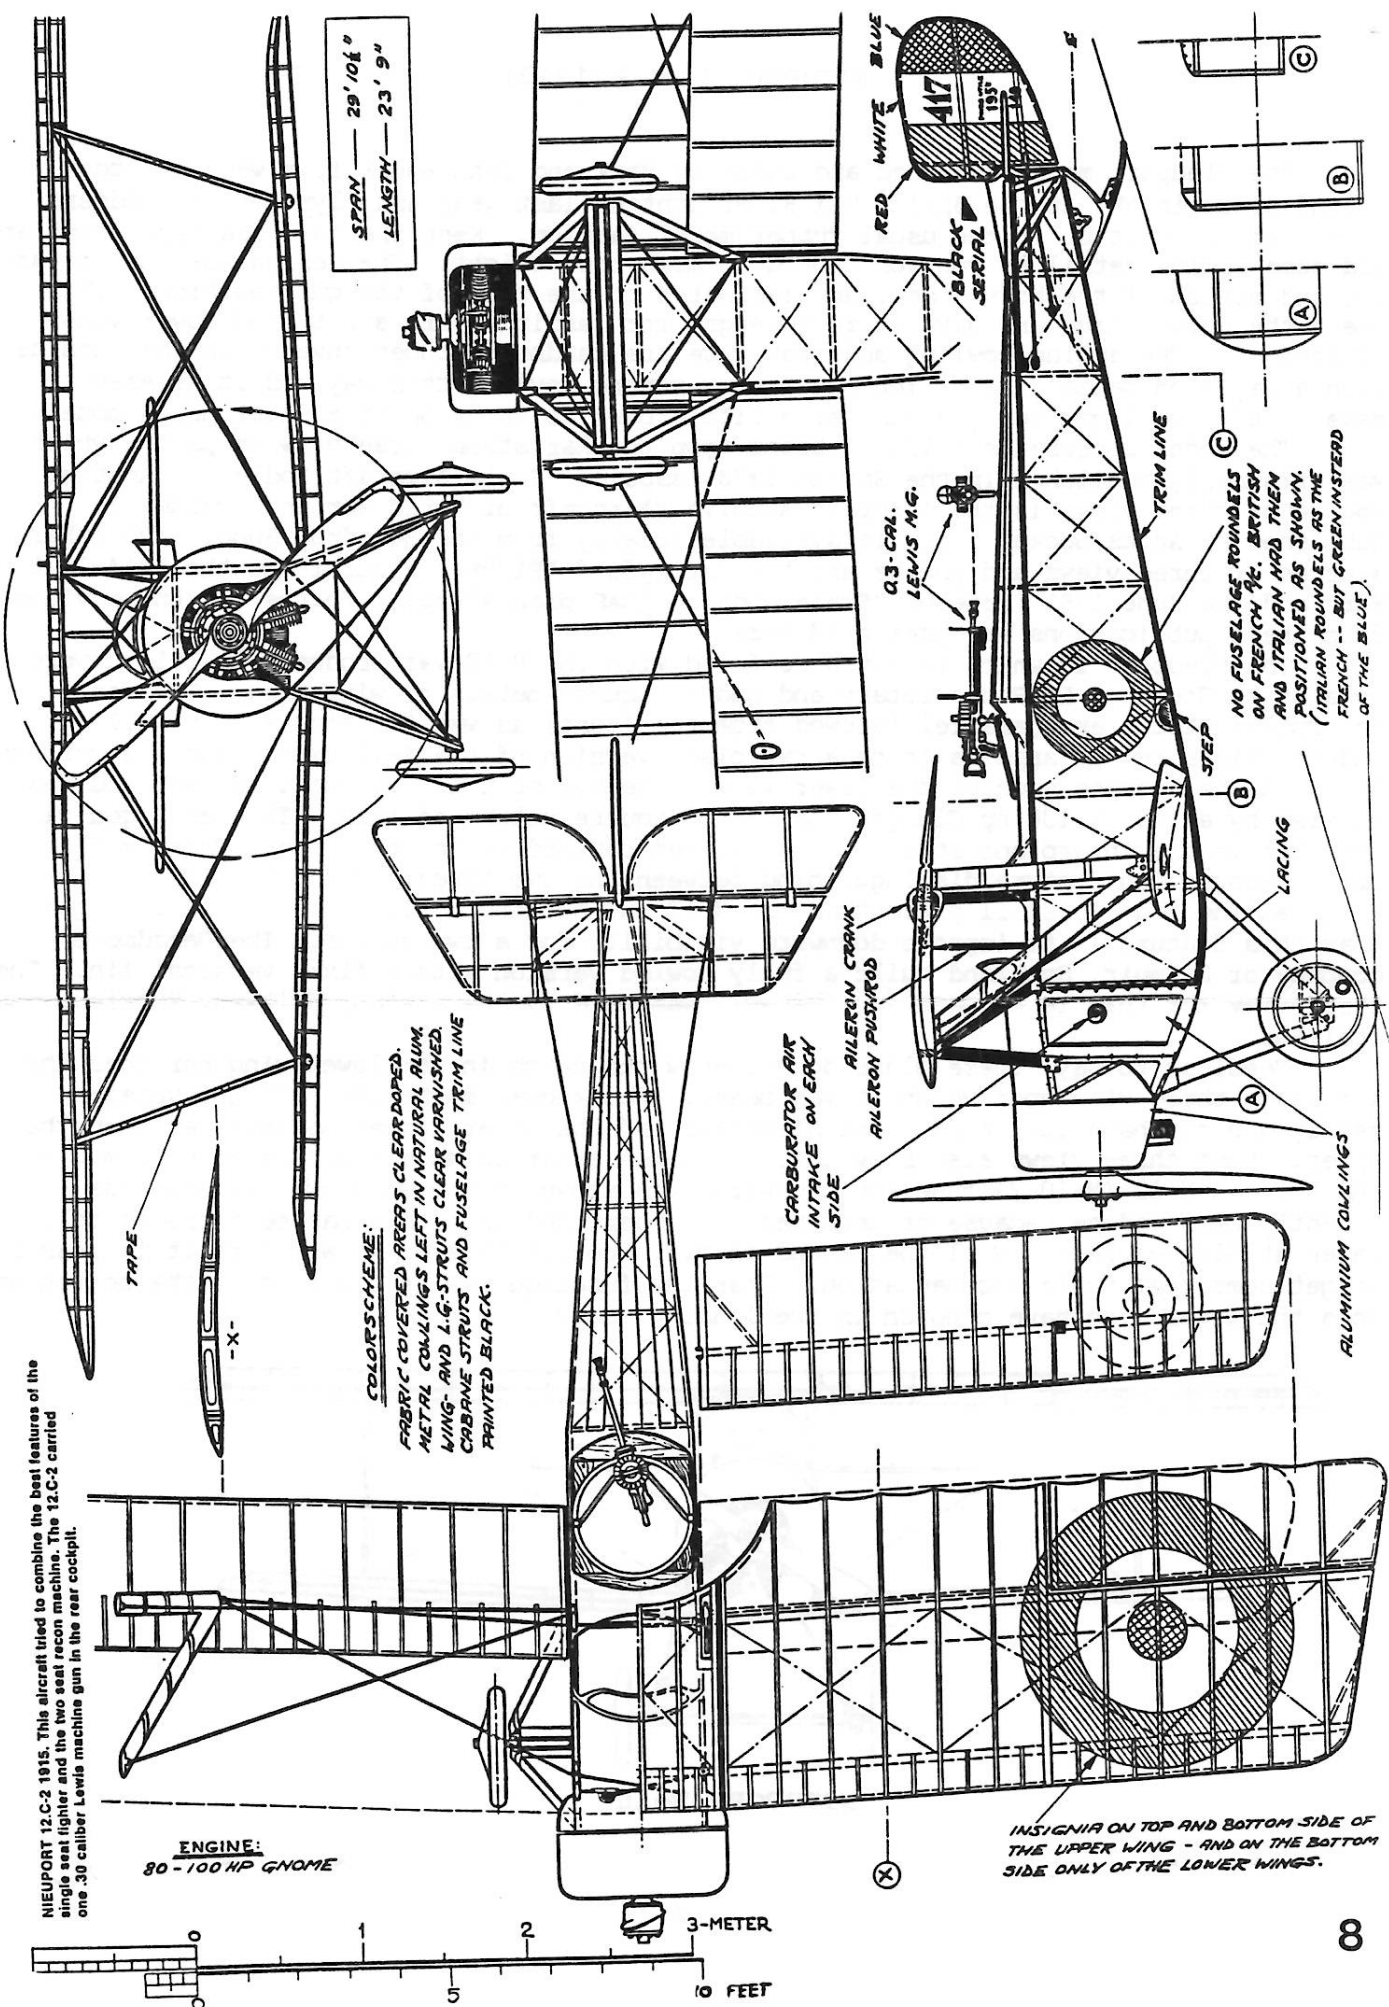 NIEUPORT 12.C-2 1915. This aircraft tried to combine the best features of the
single seat fighter and the two seat recon machine. The 12.C-2 carried
one .30 caliber Lewis machine gun in the rear cockpit.
TAPE
-X-
SPAN — 29' 10½"
LENGTH — 23' 9"
COLORSCHEME:
FABRIC COVERED AREAS CLEARDOPED.
METAL COWLINGS LEFT IN NATURAL ALUM.
WING- AND L.G.-STRUTS CLEAR VARNISHED.
CABANE STRUTS AND FUSELAGE TRIM LINE
PAINTED BLACK.
ENGINE:
80-100 HP GNOME
0
1
2
3-METER
0
5
10 FEET
CARBURATOR AIR
INTAKE ON EACH
SIDE
AILERON CRANK
AILERON PUSHROD
0.3-CAL.
LEWIS M.G.
BLACK
SERIAL
RED
WHITE
BLUE
417
195
140
LACING
STEP
TRIM LINE
NO FUSELAGE ROUNDELS
ON FRENCH A/C. BRITISH
AND ITALIAN HAD THEN
POSITIONED AS SHOWN.
(ITALIAN ROUNDELS AS THE
FRENCH -- BUT GREEN INSTEAD
OF THE BLUE).
A
B
C
A
B
C
ALUMINIUM COWLINGS
X
INSIGNIA ON TOP AND BOTTOM SIDE OF
THE UPPER WING - AND ON THE BOTTOM
SIDE ONLY OF THE LOWER WINGS.
8